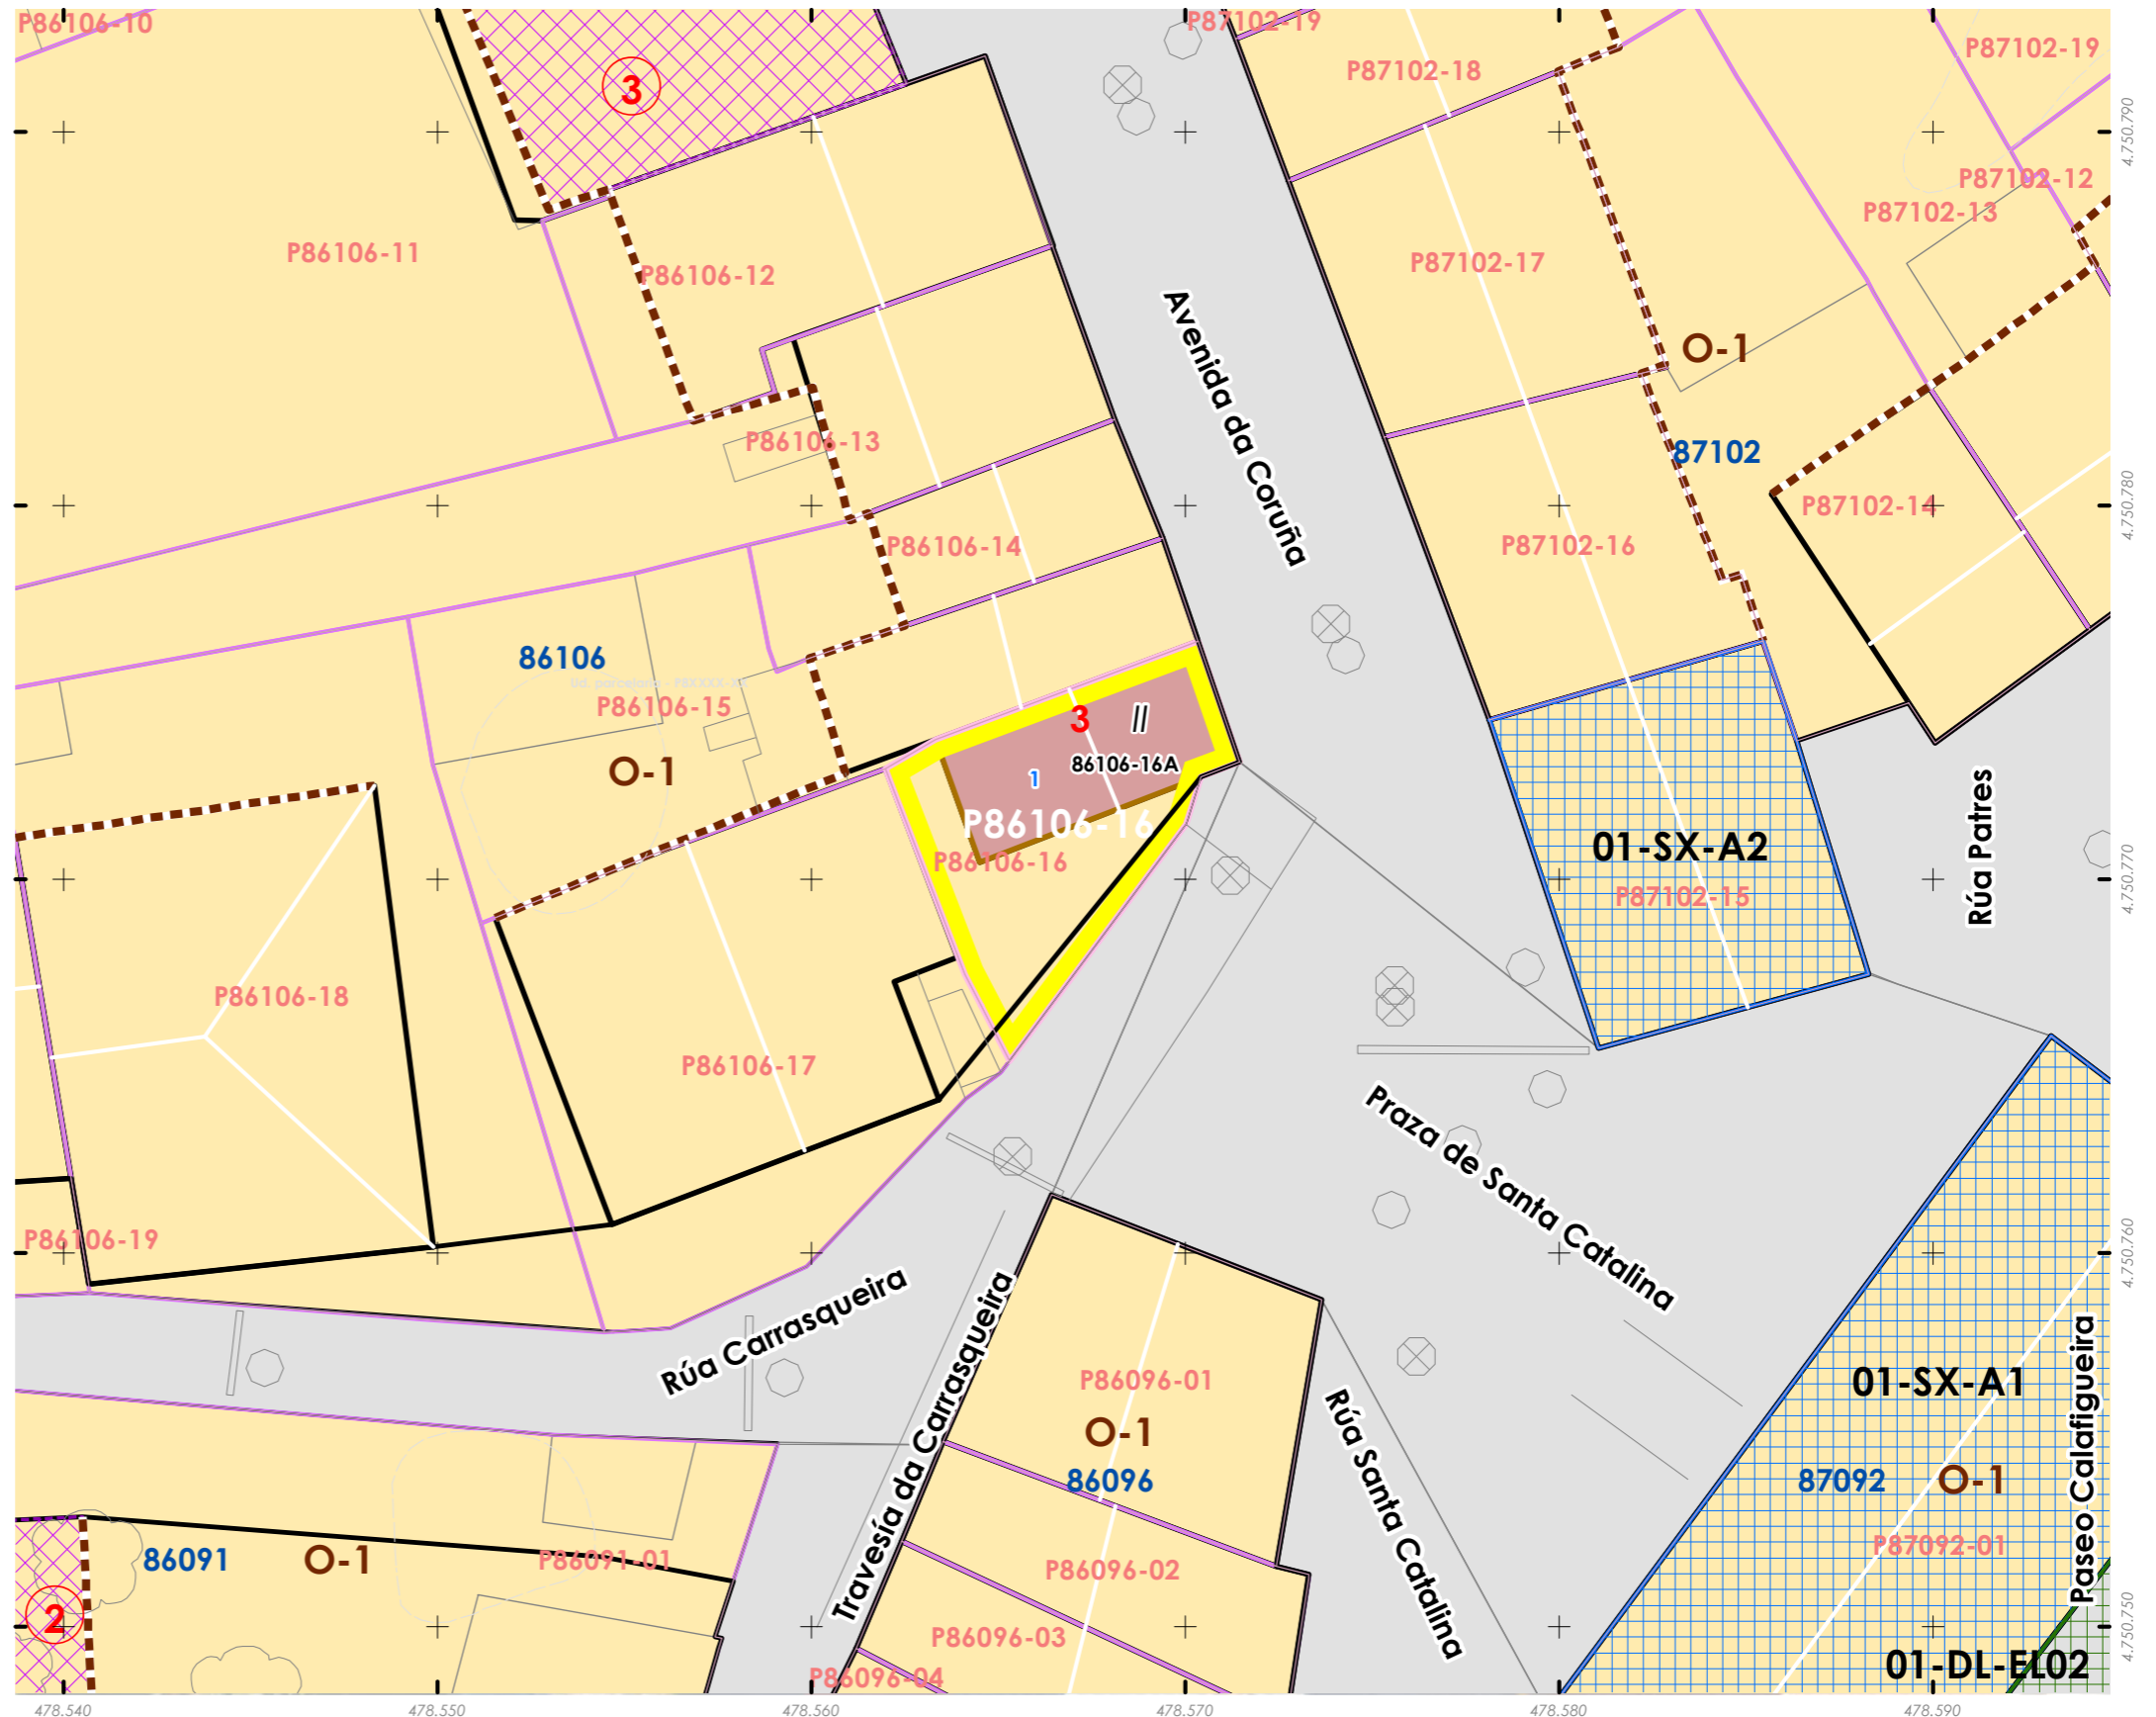 P86106-10
P87102-19
P87102-18
P87102-19
3
4.750.790
P87102-12
P87102-13
P86106-11
P86106-12
P87102-17
Avenida da Coruña
O-1
87102
P86106-13
P87102-14
4.750.780
P86106-14
P87102-16
86106
Ud. parcelaria - P8XXXX-XX
P86106-15
3
II
86106-16A
O-1
1
P86106-16
P86106-16
01-SX-A2
P87102-15
Rúa Patres
4.750.770
P86106-18
P86106-17
Praza de Santa Catalina
P86106-19
4.750.760
Rúa Carrasqueira
Travesía da Carrasqueira
P86096-01
O-1
86096
Rúa Santa Catalina
01-SX-A1
87092
O-1
P87092-01
Paseo Calafigueira
86091
O-1
P86091-01
P86096-02
2
P86096-03
P86096-04
01-DL-EL02
4.750.750
478.540
478.550
478.560
478.570
478.580
478.590